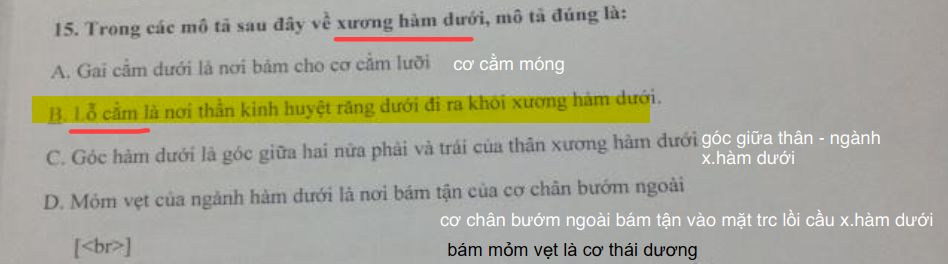 15. Trong các mô tả sau đây về xương hàm dưới, mô tả đúng là:
A. Gai cằm dưới là nơi bám cho cơ cằm lưỡi cơ cằm móng
B. Lỗ cằm là nơi thần kinh huyệt răng dưới đi ra khỏi xương hàm dưới.
C. Góc hàm dưới là góc giữa hai nửa phải và trái của thân xương hàm dưới góc giữa thân - ngành
x.hàm dưới
D. Mỏm vẹt của ngành hàm dưới là nơi bám tận của cơ chân bướm ngoài
cơ chân bướm ngoài bám tận vào mặt trc lồi cầu x.hàm dưới
[<br>] bám mỏm vẹt là cơ thái dương